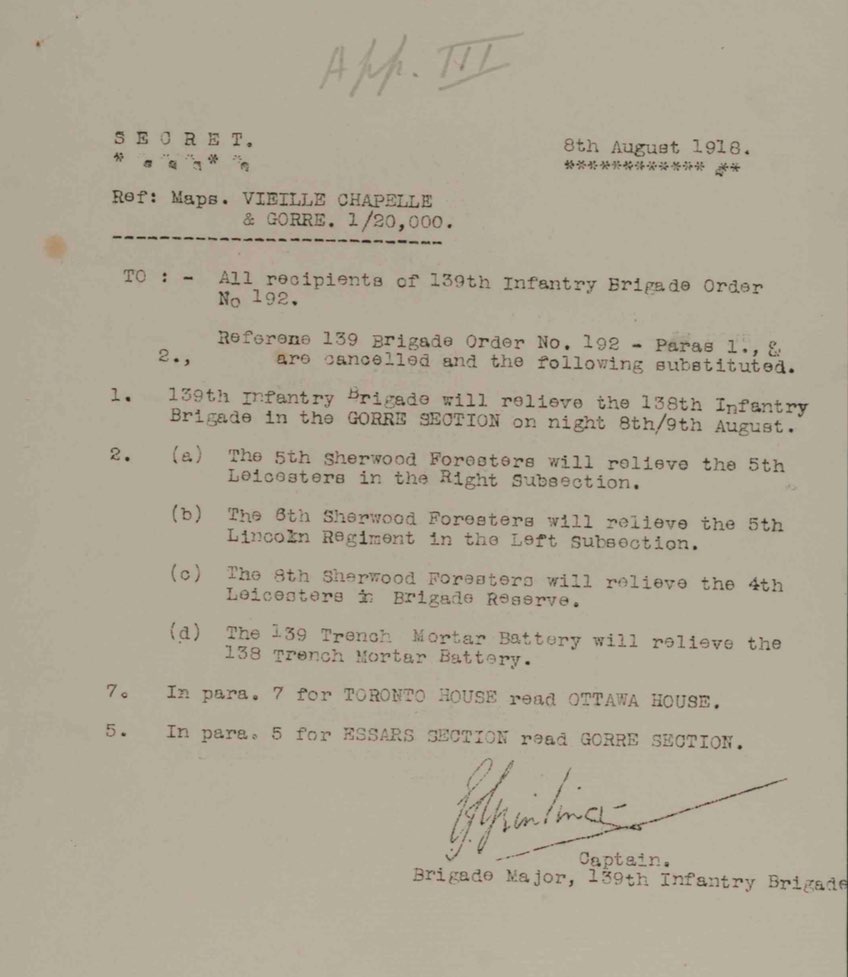 App. III
S E C R E T.
8th August 1918.
Ref: Maps. VIEILLE CHAPELLE
& GORRE. 1/20,000.
TO : - All recipients of 139th Infantry Brigade Order
No 192.
Referene 139 Brigade Order No. 192 - Paras 1., &
2., are cancelled and the following substituted.
1. 139th Infantry Brigade will relieve the 138th Infantry
Brigade in the GORRE SECTION on night 8th/9th August.
2. (a) The 5th Sherwood Foresters will relieve the 5th
Leicesters in the Right Subsection.
(b) The 6th Sherwood Foresters will relieve the 5th
Lincoln Regiment in the Left Subsection.
(c) The 8th Sherwood Foresters will relieve the 4th
Leicesters in Brigade Reserve.
(d) The 139 Trench Mortar Battery will relieve the
138 Trench Mortar Battery.
7. In para. 7 for TORONTO HOUSE read OTTAWA HOUSE.
5. In para. 5 for ESSARS SECTION read GORRE SECTION.
Captain.
Brigade Major, 139th Infantry Brigade